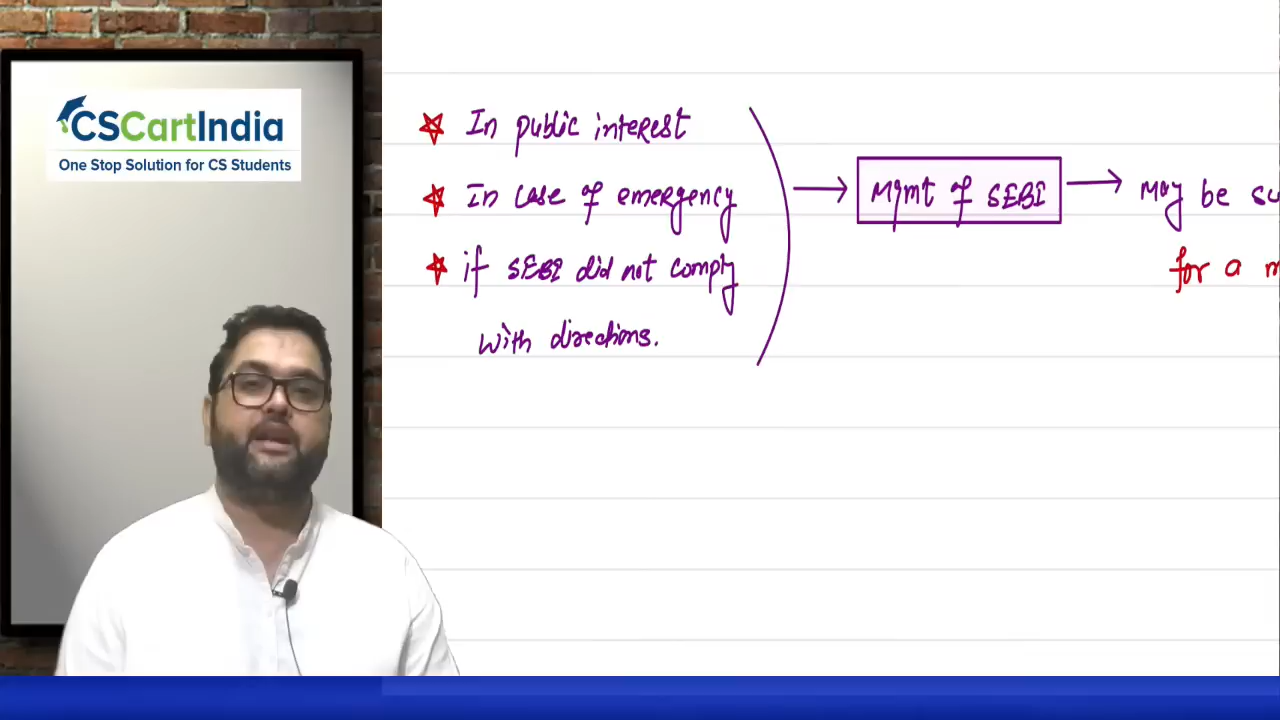 CSCartIndia
One Stop Solution for CS Students
In public interest
In case of emergency
if SEBI did not comply
with directions.
Mgmt of SEBI
may be su
for a m